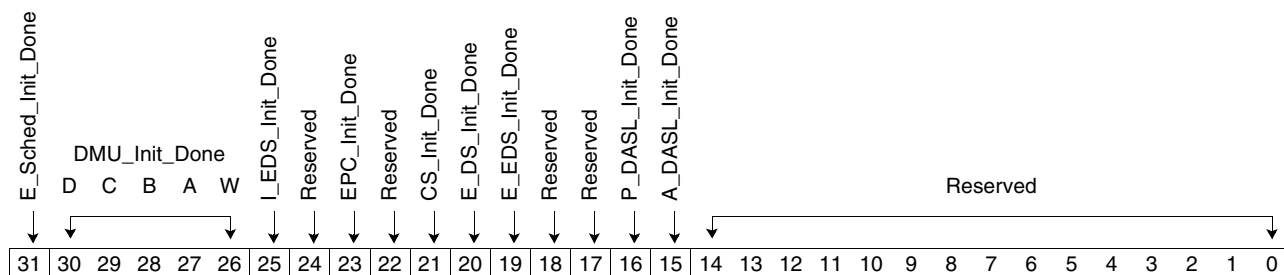 E_Sched_Init_Done
DMU_Init_Done
D C B A W
I_EDS_Init_Done
Reserved
EPC_Init_Done
Reserved
CS_Init_Done
E_DS_Init_Done
E_EDS_Init_Done
Reserved
Reserved
P_DASL_Init_Done
A_DASL_Init_Done
Reserved
31 30 29 28 27 26 25 24 23 22 21 20 19 18 17 16 15 14 13 12 11 10 9 8 7 6 5 4 3 2 1 0